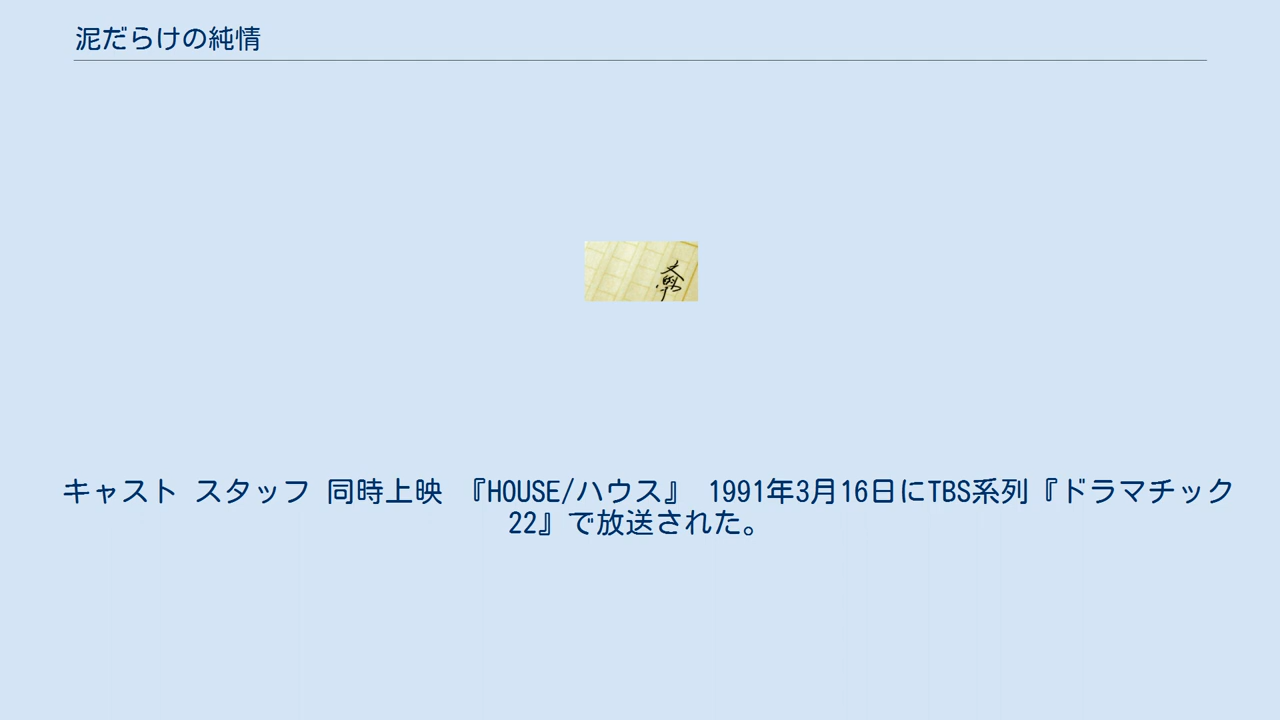 泥だらけの純情
キャスト スタッフ 同時上映 『HOUSE/ハウス』 1991年3月16日にTBS系列『ドラマチック
22』で放送された。